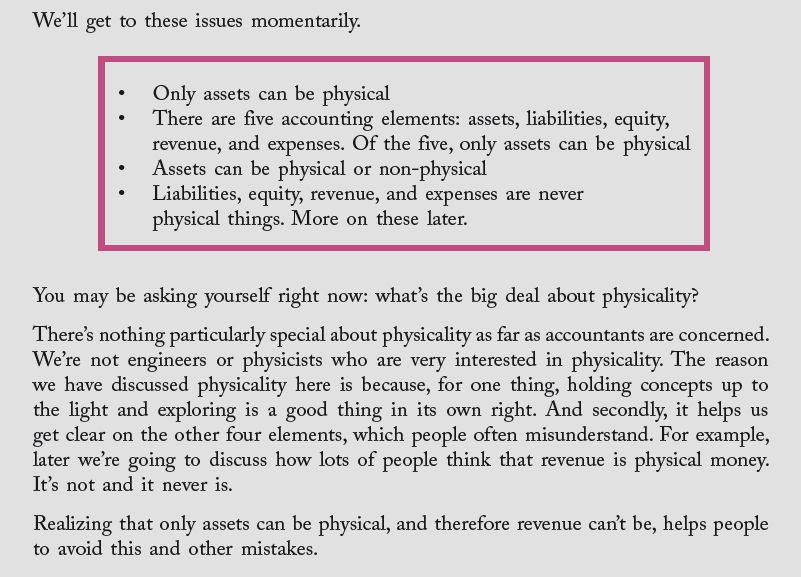 We’ll get to these issues momentarily.
• Only assets can be physical
• There are five accounting elements: assets, liabilities, equity,
revenue, and expenses. Of the five, only assets can be physical
• Assets can be physical or non-physical
• Liabilities, equity, revenue, and expenses are never
physical things. More on these later.
You may be asking yourself right now: what’s the big deal about physicality?
There’s nothing particularly special about physicality as far as accountants are concerned.
We’re not engineers or physicists who are very interested in physicality. The reason
we have discussed physicality here is because, for one thing, holding concepts up to
the light and exploring is a good thing in its own right. And secondly, it helps us
get clear on the other four elements, which people often misunderstand. For example,
later we’re going to discuss how lots of people think that revenue is physical money.
It’s not and it never is.
Realizing that only assets can be physical, and therefore revenue can’t be, helps people
to avoid this and other mistakes.